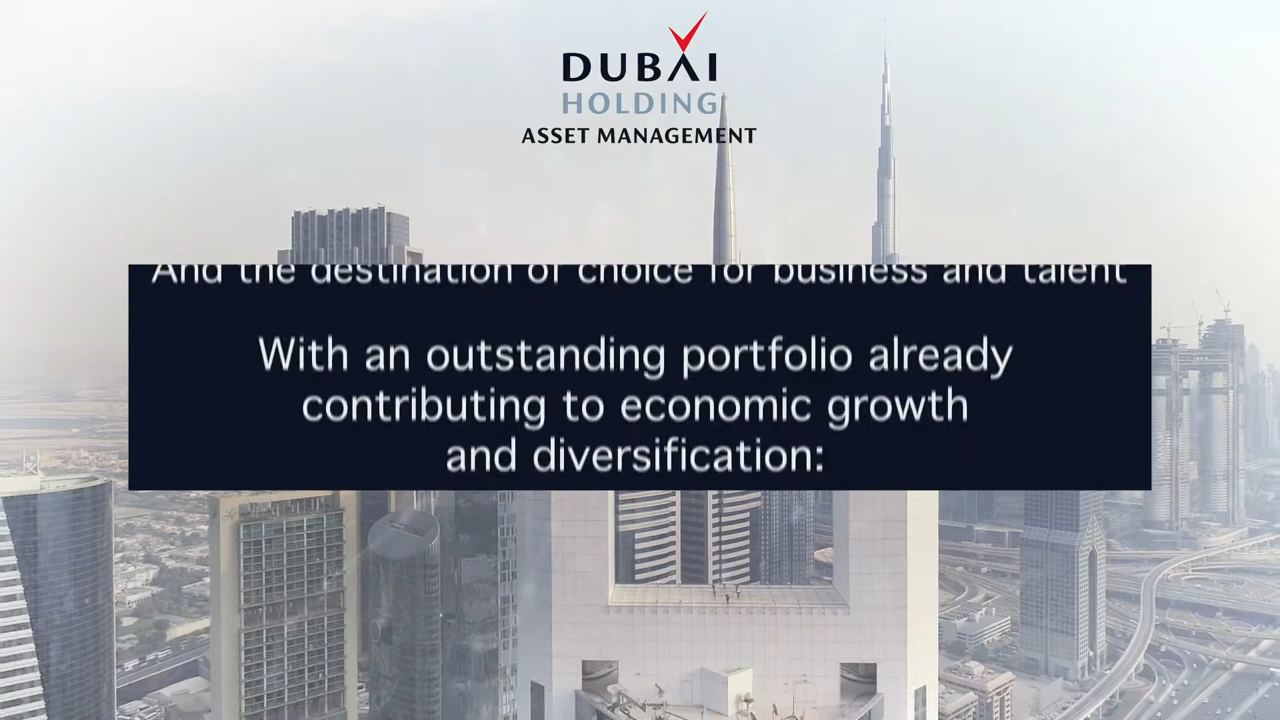 DUBAI
HOLDING
ASSET MANAGEMENT
And the destination of choice for business and talent
With an outstanding portfolio already
contributing to economic growth
and diversification: